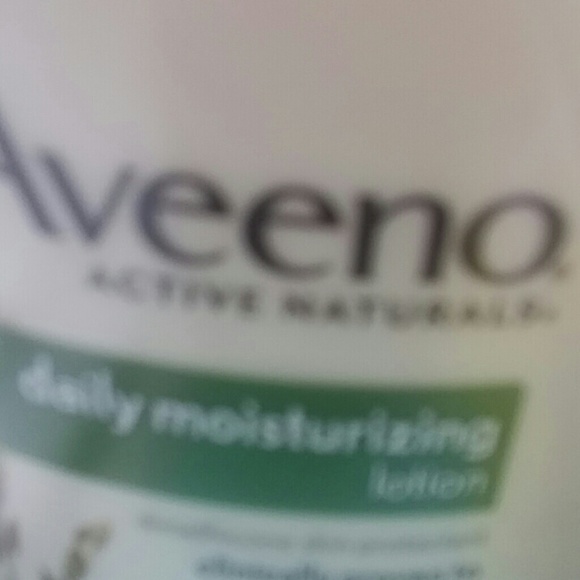 Aveeno
ACTIVE NATURALS
daily moisturizing
lotion